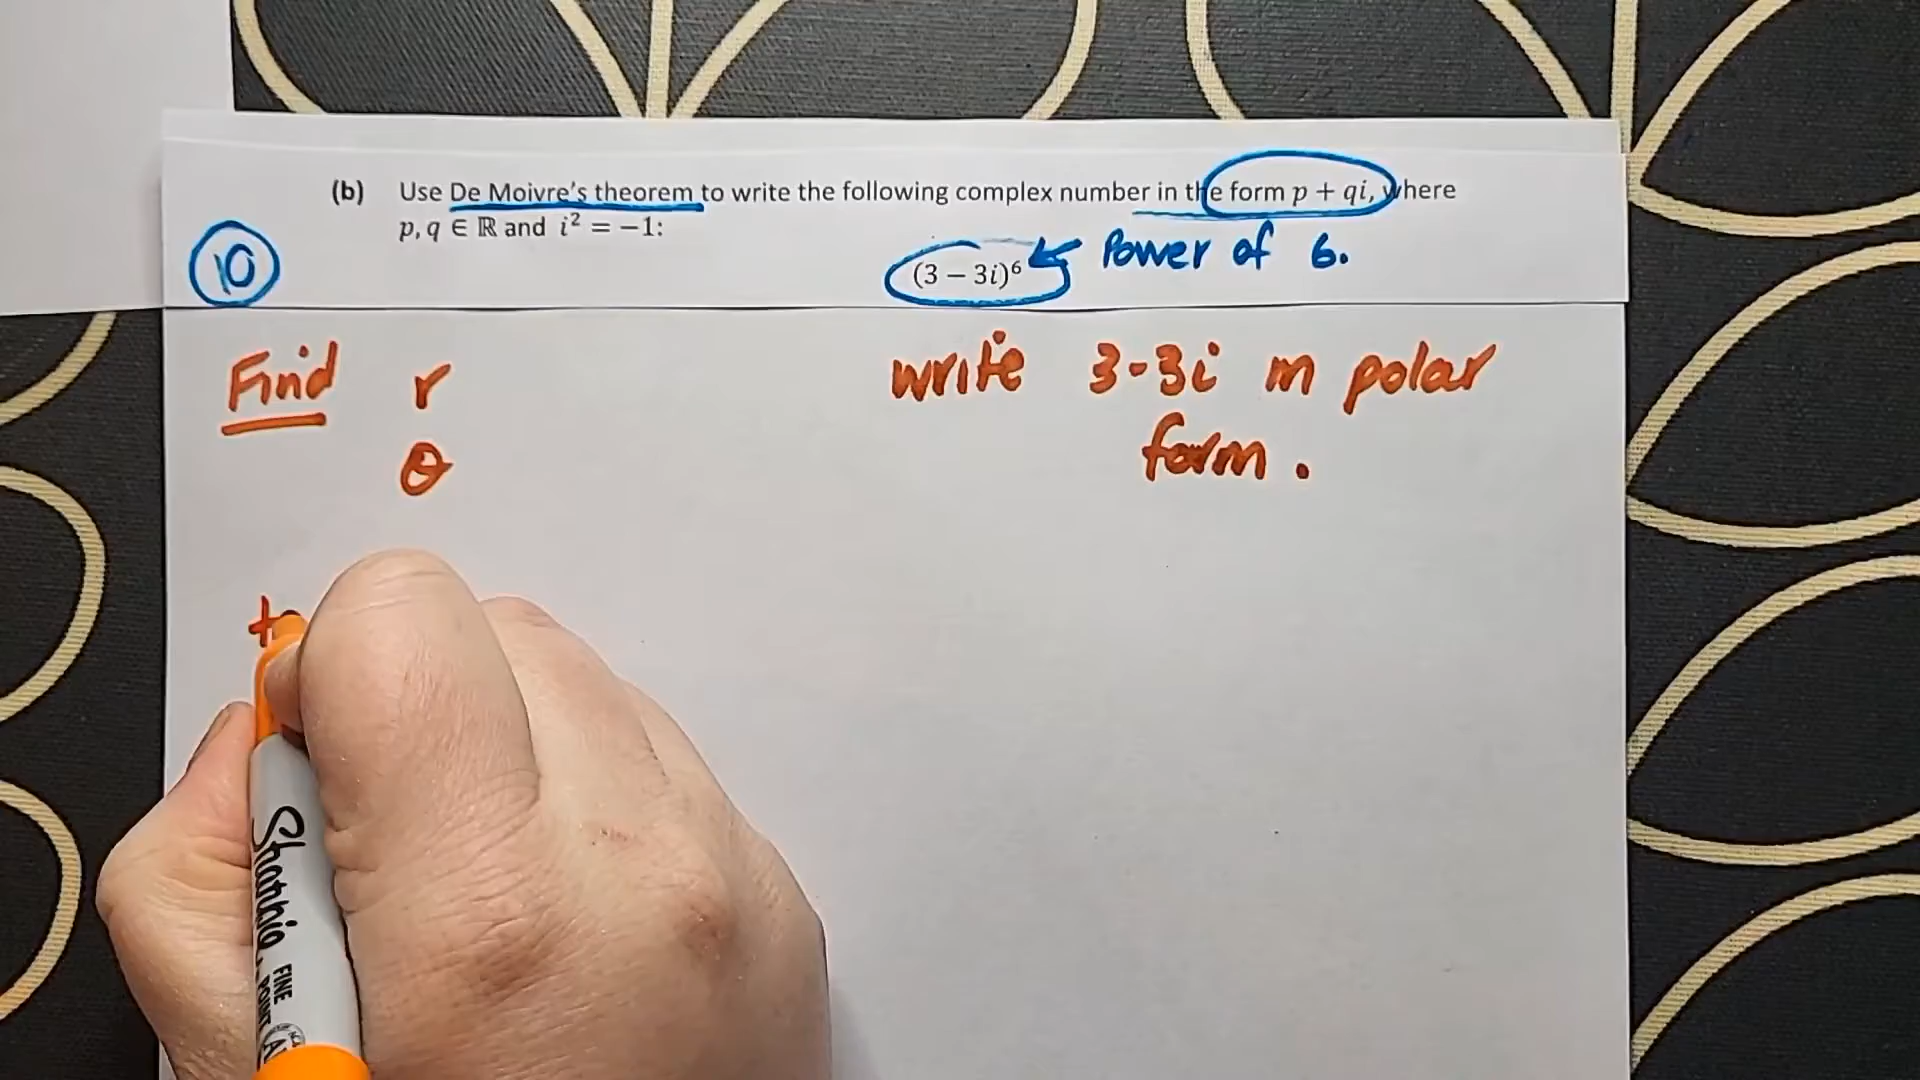 (b) Use De Moivre's theorem to write the following complex number in the form p + qi, where
p, q ∈ ℝ and i² = −1:
10
(3 − 3i)⁶
Power of 6.
Find r
θ
write 3-3i in polar
form.
Sharpie
FINE
POINT